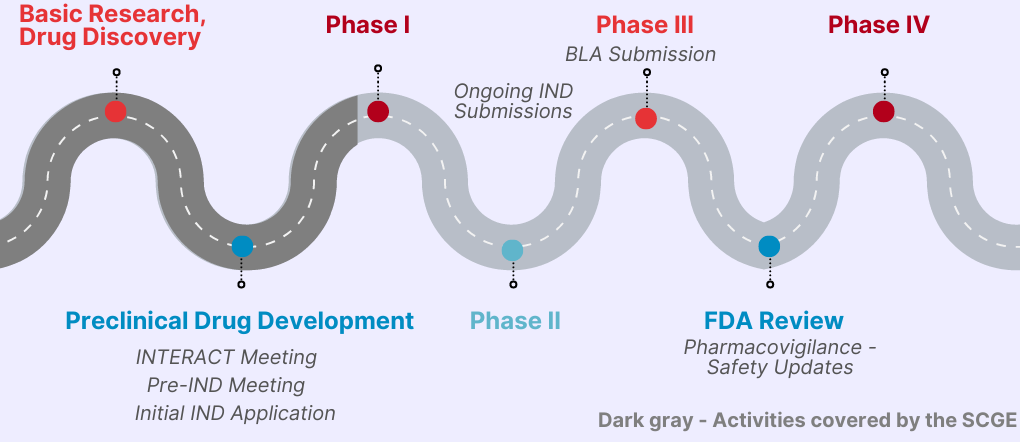 Basic Research,
Drug Discovery
Phase I
Ongoing IND
Submissions
Phase III
BLA Submission
Phase IV
Preclinical Drug Development
INTERACT Meeting
Pre-IND Meeting
Initial IND Application
Phase II
FDA Review
Pharmacovigilance -
Safety Updates
Dark gray - Activities covered by the SCGE